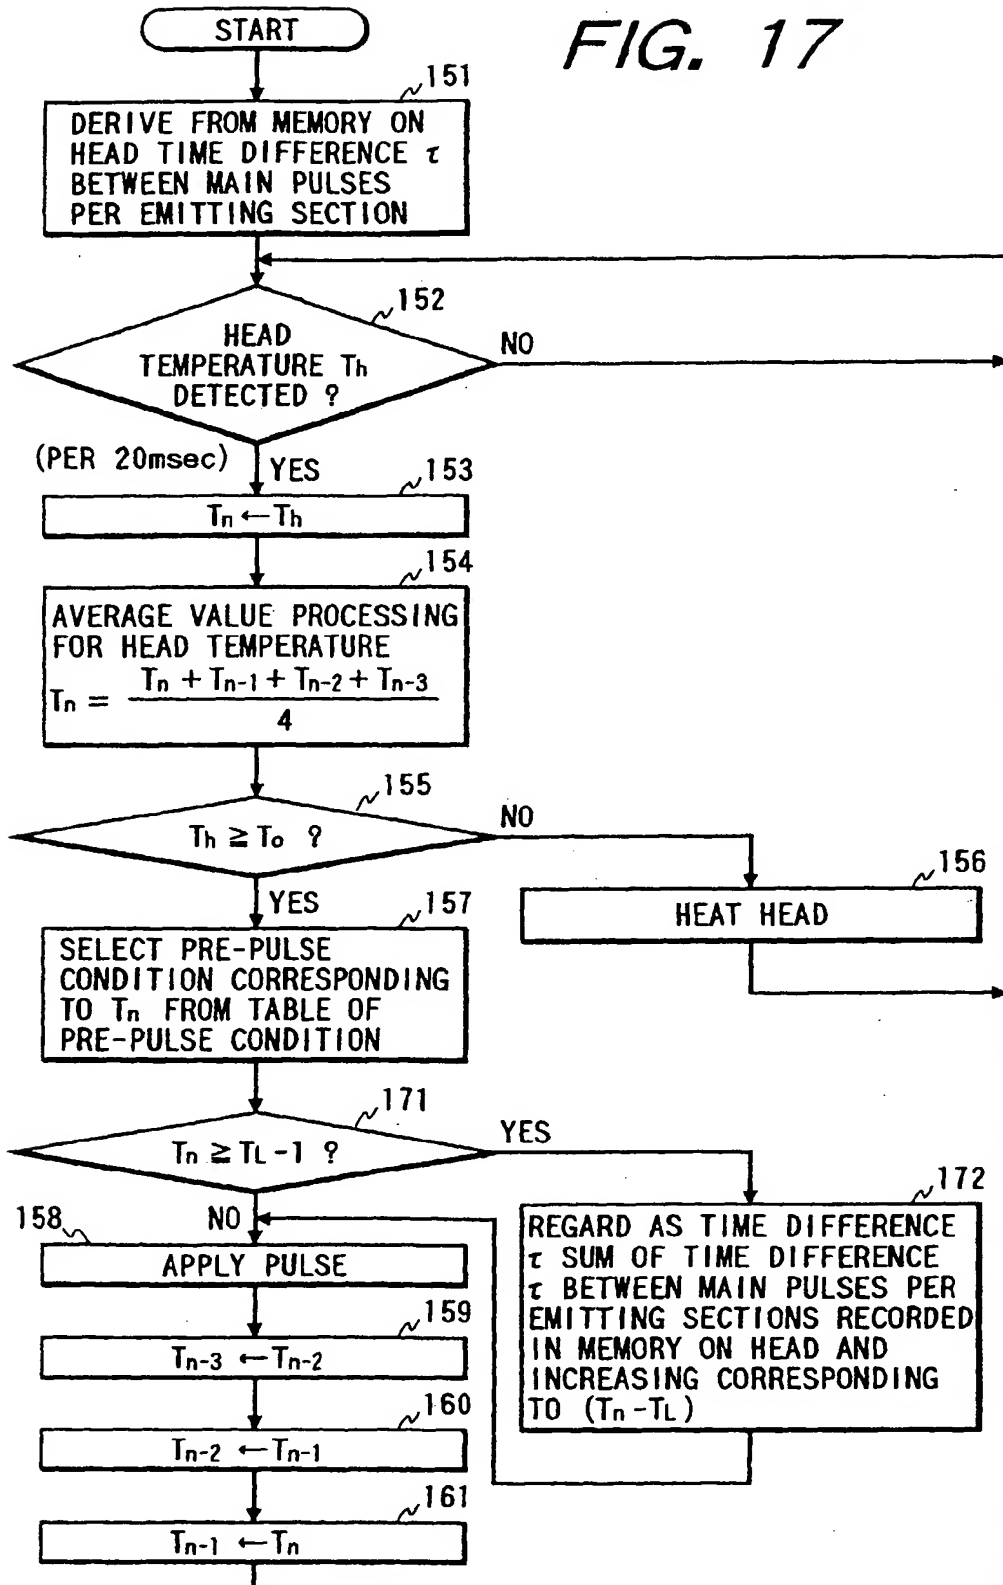 START
FIG. 17
151
DERIVE FROM MEMORY ON
HEAD TIME DIFFERENCE τ
BETWEEN MAIN PULSES
PER EMITTING SECTION
152
HEAD
TEMPERATURE Th
DETECTED ?
NO
(PER 20msec)
YES
153
Tn ← Th
154
AVERAGE VALUE PROCESSING
FOR HEAD TEMPERATURE
Tn = (Tn + Tn-1 + Tn-2 + Tn-3) / 4
155
Th ≧ To ?
NO
156
HEAT HEAD
YES
157
SELECT PRE-PULSE
CONDITION CORRESPONDING
TO Tn FROM TABLE OF
PRE-PULSE CONDITION
171
Tn ≧ TL -1 ?
YES
172
REGARD AS TIME DIFFERENCE
τ SUM OF TIME DIFFERENCE
τ BETWEEN MAIN PULSES PER
EMITTING SECTIONS RECORDED
IN MEMORY ON HEAD AND
INCREASING CORRESPONDING
TO (Tn -TL)
NO
158
APPLY PULSE
159
Tn-3 ← Tn-2
160
Tn-2 ← Tn-1
161
Tn-1 ← Tn